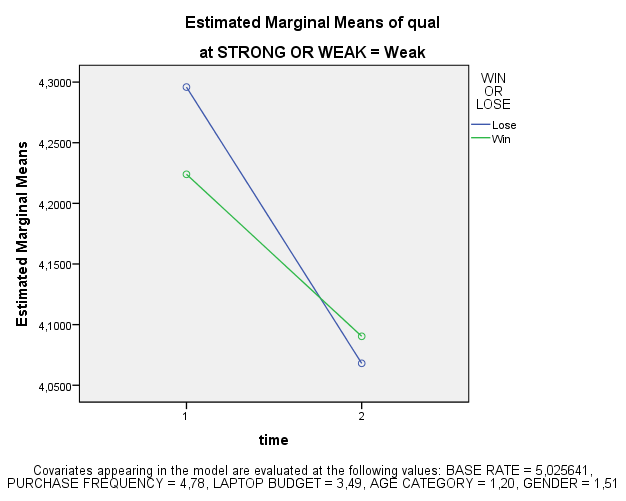 Estimated Marginal Means of qual
at STRONG OR WEAK = Weak
WIN
OR
LOSE
Lose
Win
Estimated Marginal Means
4,3000
4,2500
4,2000
4,1500
4,1000
4,0500
1
2
time
Covariates appearing in the model are evaluated at the following values: BASE RATE = 5,025641,
PURCHASE FREQUENCY = 4,78, LAPTOP BUDGET = 3,49, AGE CATEGORY = 1,20, GENDER = 1,51